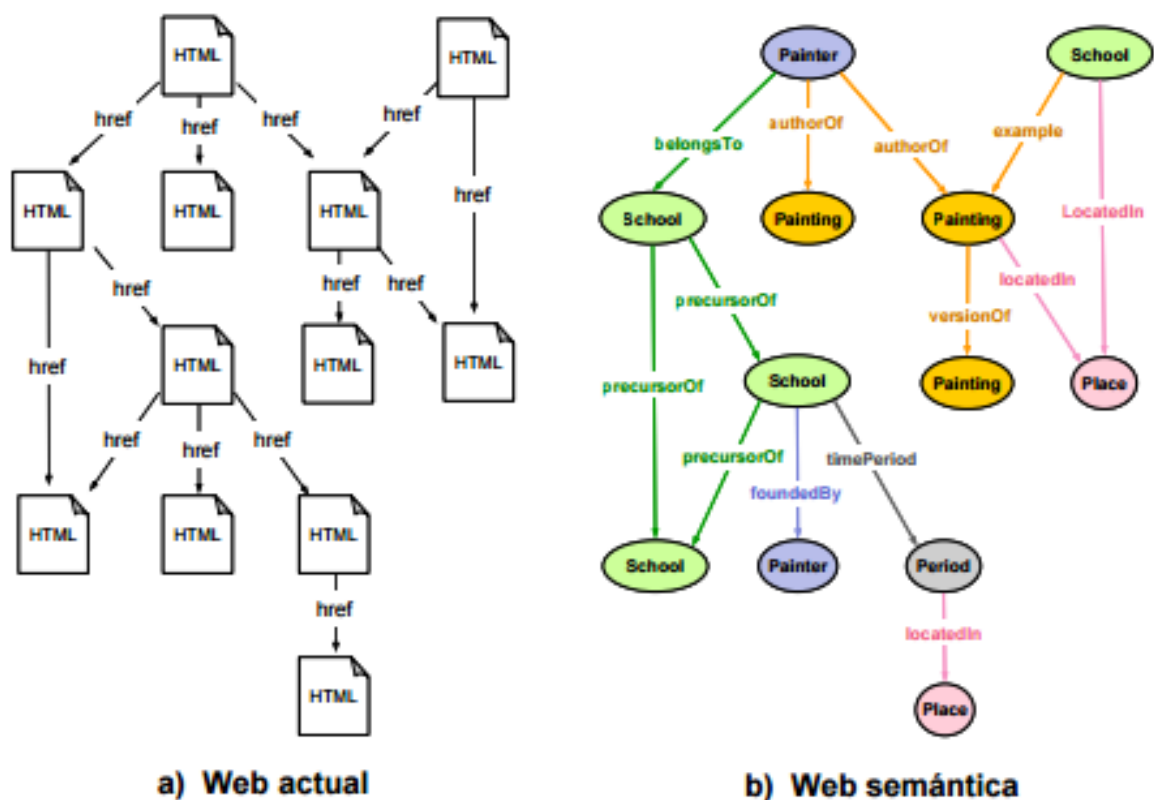 HTML
HTML
href
href
href
href
HTML
HTML
HTML
href
href
href
href
href
HTML
HTML
HTML
href
href
href
HTML
HTML
HTML
href
HTML
a) Web actual
Painter
School
belongsTo
authorOf
authorOf
example
School
Painting
Painting
LocatedIn
precursorOf
locatedIn
versionOf
precursorOf
School
Painting
Place
precursorOf
timePeriod
foundedBy
School
Painter
Period
locatedIn
Place
b) Web semántica